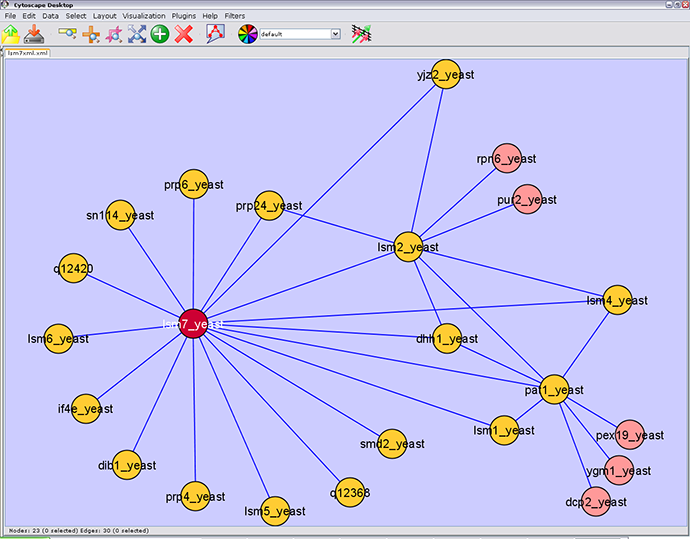 Cytoscape Desktop
File Edit Data Select Layout Visualization Plugins Help Filters
default
lsm7xml.xml
yjz2_yeast
rpn6_yeast
prp6_yeast
pur2_yeast
prp24_yeast
sn114_yeast
lsm2_yeast
q12420
lsm4_yeast
lsm7_yeast
lsm6_yeast
dhh1_yeast
pat1_yeast
if4e_yeast
lsm1_yeast
pex19_yeast
smd2_yeast
dib1_yeast
ygm1_yeast
prp4_yeast
q12368
dcp2_yeast
lsm5_yeast
Nodes: 23 (0 selected) Edges: 30 (0 selected)